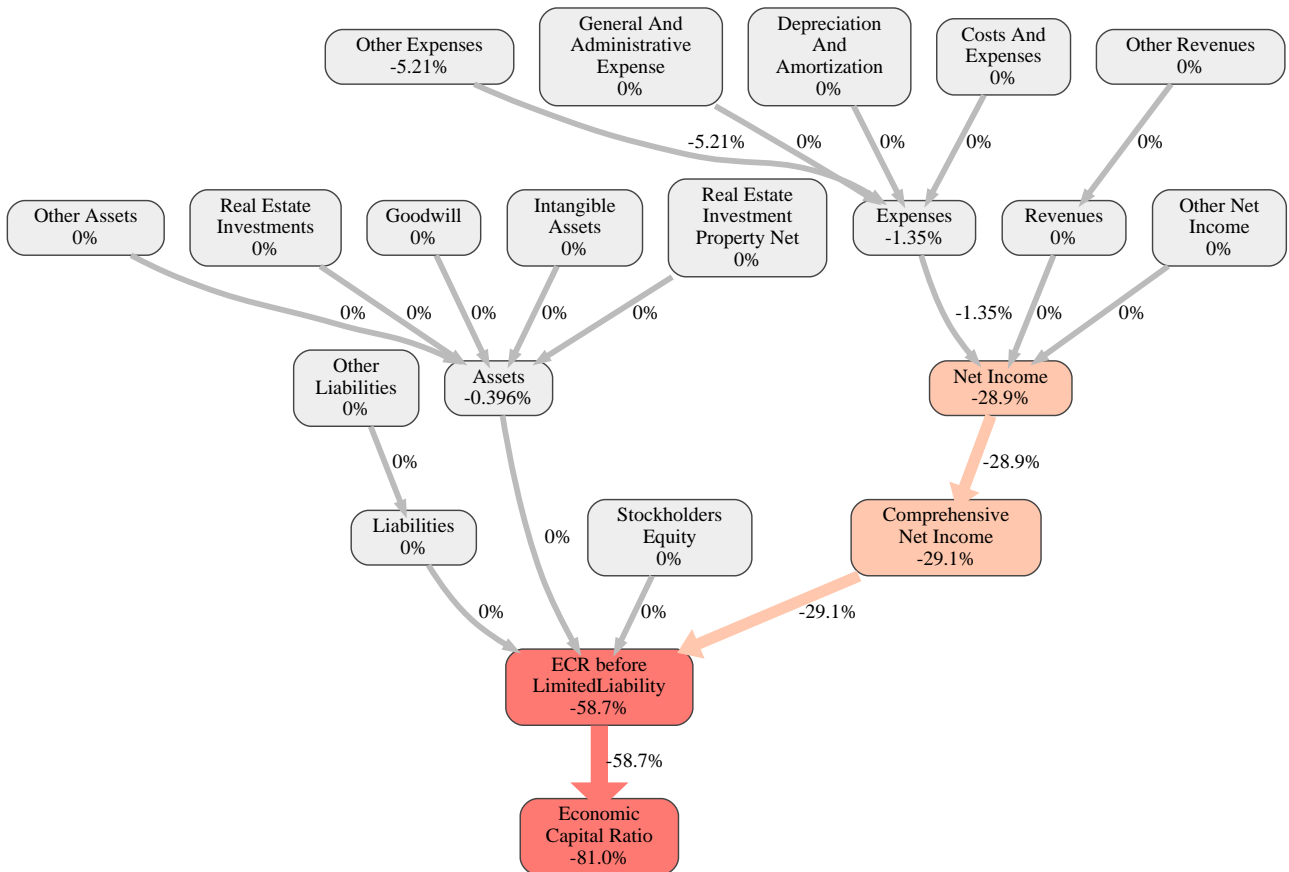 Other Expenses
-5.21%
General And
Administrative
Expense
0%
Depreciation
And
Amortization
0%
Costs And
Expenses
0%
Other Revenues
0%
-5.21%
0%
0%
0%
0%
Other Assets
0%
Real Estate
Investments
0%
Goodwill
0%
Intangible
Assets
0%
Real Estate
Investment
Property Net
0%
Expenses
-1.35%
Revenues
0%
Other Net
Income
0%
0%
0%
0%
0%
0%
-1.35%
0%
0%
Other
Liabilities
0%
Assets
-0.396%
Net Income
-28.9%
0%
-28.9%
Liabilities
0%
0%
Stockholders
Equity
0%
Comprehensive
Net Income
-29.1%
0%
0%
-29.1%
ECR before
LimitedLiability
-58.7%
-58.7%
Economic
Capital Ratio
-81.0%